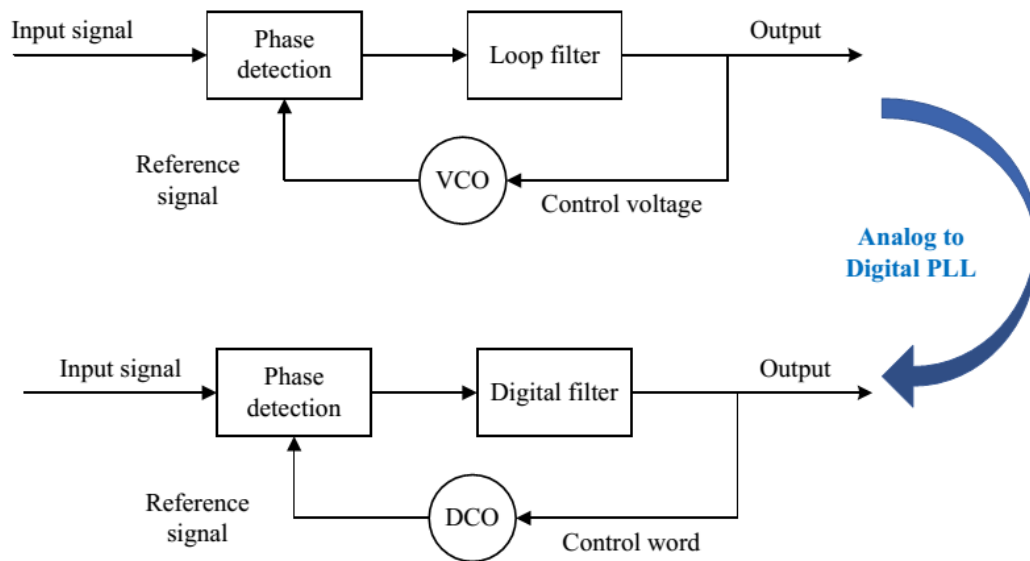 Input signal
Phase
detection
Loop filter
Output
Reference
signal
VCO
Control voltage
Analog to
Digital PLL
Input signal
Phase
detection
Digital filter
Output
Reference
signal
DCO
Control word